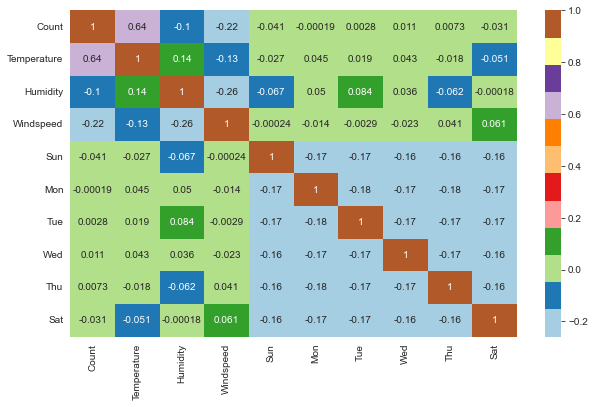 Count 1 0.64 -0.1 -0.22 -0.041 -0.00019 0.0028 0.011 0.0073 -0.031
Temperature 0.64 1 0.14 -0.13 -0.027 0.045 0.019 0.043 -0.018 -0.051
Humidity -0.1 0.14 1 -0.26 -0.067 0.05 0.084 0.036 -0.062 -0.00018
Windspeed -0.22 -0.13 -0.26 1 -0.00024 -0.014 -0.0029 -0.023 0.041 0.061
Sun -0.041 -0.027 -0.067 -0.00024 1 -0.17 -0.17 -0.16 -0.16 -0.16
Mon -0.00019 0.045 0.05 -0.014 -0.17 1 -0.18 -0.17 -0.18 -0.17
Tue 0.0028 0.019 0.084 -0.0029 -0.17 -0.18 1 -0.17 -0.17 -0.17
Wed 0.011 0.043 0.036 -0.023 -0.16 -0.17 -0.17 1 -0.17 -0.16
Thu 0.0073 -0.018 -0.062 0.041 -0.16 -0.18 -0.17 -0.17 1 -0.16
Sat -0.031 -0.051 -0.00018 0.061 -0.16 -0.17 -0.17 -0.16 -0.16 1
Count Temperature Humidity Windspeed Sun Mon Tue Wed Thu Sat
1.0
0.8
0.6
0.4
0.2
0.0
−0.2